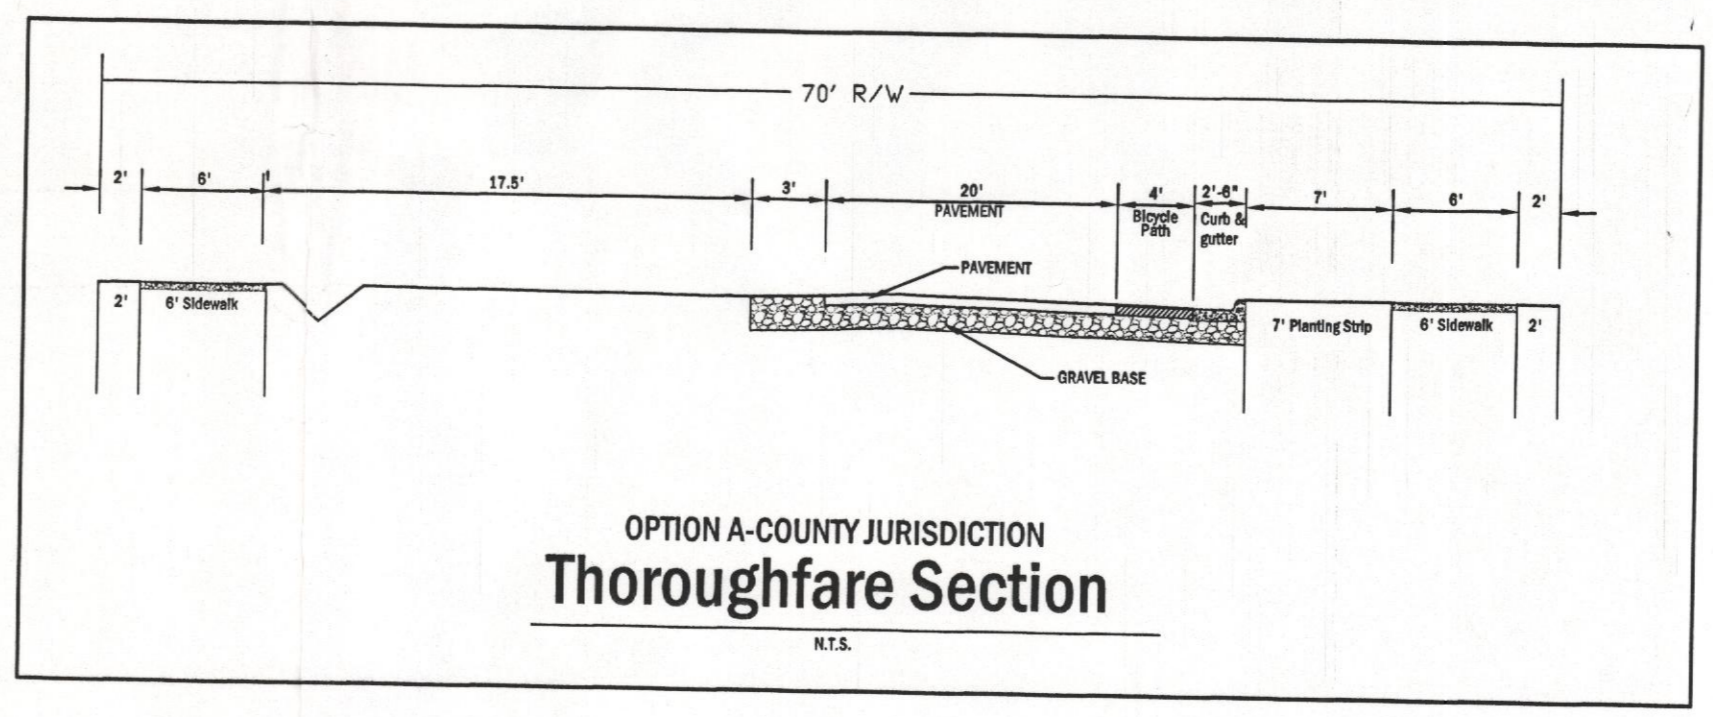 70' R/W
2' 6' 17.5' 3' 20' 4' 2'-6" 7' 6' 2'
PAVEMENT
Bicycle
Path
Curb &
gutter
PAVEMENT
2' 6' Sidewalk 7' Planting Strip 6' Sidewalk 2'
GRAVEL BASE
OPTION A-COUNTY JURISDICTION
Thoroughfare Section
N.T.S.